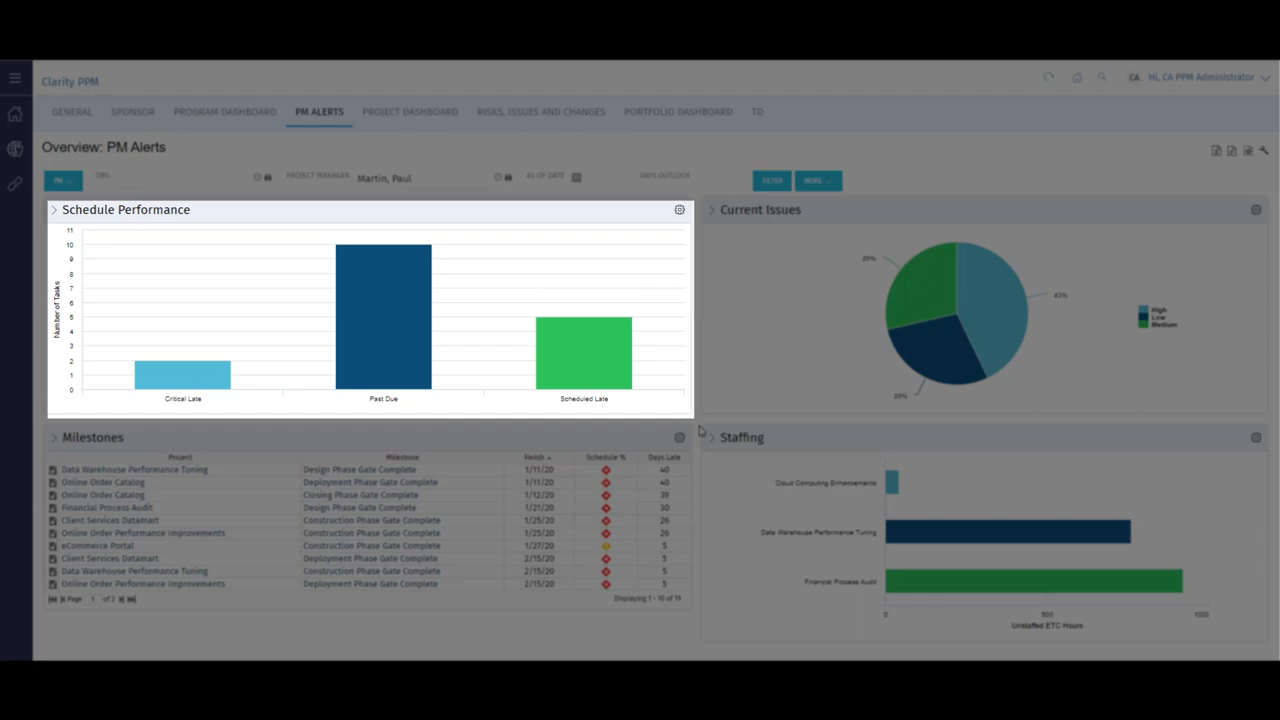 Clarity PPM
CA Hi, CA PPM Administrator
GENERAL SPONSOR PROGRAM DASHBOARD PM ALERTS PROJECT DASHBOARD RISKS, ISSUES AND CHANGES PORTFOLIO DASHBOARD TD
Overview: PM Alerts
PM OBS PROJECT MANAGER Martin, Paul AS OF DATE DAYS OUTLOOK FILTER MORE
Schedule Performance
Number of Tasks
11
10
9
8
7
6
5
4
3
2
1
0
Critical Late Past Due Scheduled Late
Current Issues
High
Low
Medium
Milestones
Project Milestone Finish Schedule % Days Late
Data Warehouse Performance Tuning Design Phase Gate Complete 1/11/20 40
Online Order Catalog Deployment Phase Gate Complete 1/11/20 40
Online Order Catalog Closing Phase Gate Complete 1/12/20 39
Financial Process Audit Design Phase Gate Complete 1/21/20 30
Client Services Datamart Construction Phase Gate Complete 1/25/20 26
Online Order Performance Improvements Construction Phase Gate Complete 1/25/20 26
eCommerce Portal Construction Phase Gate Complete 1/27/20 5
Client Services Datamart Deployment Phase Gate Complete 2/15/20 5
Data Warehouse Performance Tuning Construction Phase Gate Complete 2/15/20 5
Online Order Performance Improvements Deployment Phase Gate Complete 2/15/20 5
Page 1 of 2 Displaying 1 - 10 of 19
Staffing
Cloud Computing Enhancements
Data Warehouse Performance Tuning
Financial Process Audit
0 500 1000
Unstaffed ETC Hours